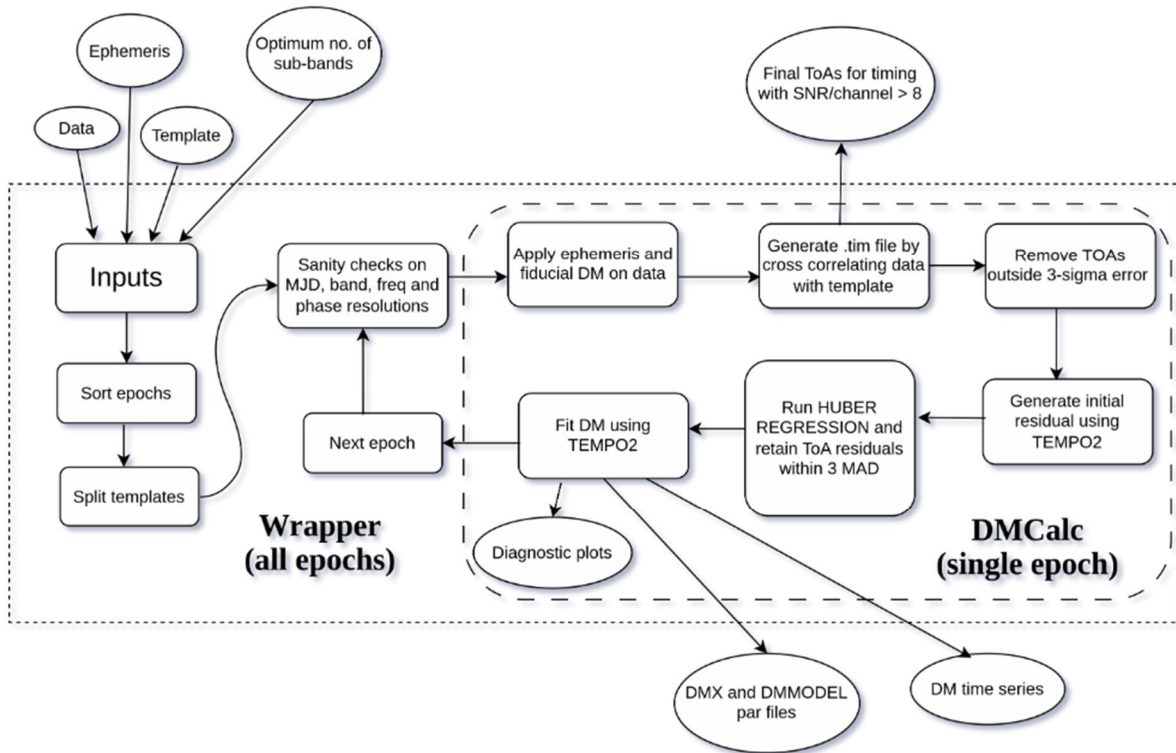 Ephemeris
Optimum no. of
sub-bands
Data
Template
Final ToAs for timing
with SNR/channel > 8
Inputs
Sanity checks on
MJD, band, freq and
phase resolutions
Apply ephemeris and
fiducial DM on data
Generate .tim file by
cross correlating data
with template
Remove TOAs
outside 3-sigma error
Sort epochs
Split templates
Next epoch
Fit DM using
TEMPO2
Run HUBER
REGRESSION and
retain ToA residuals
within 3 MAD
Generate initial
residual using
TEMPO2
Wrapper
(all epochs)
Diagnostic plots
DMCalc
(single epoch)
DMX and DMMODEL
par files
DM time series